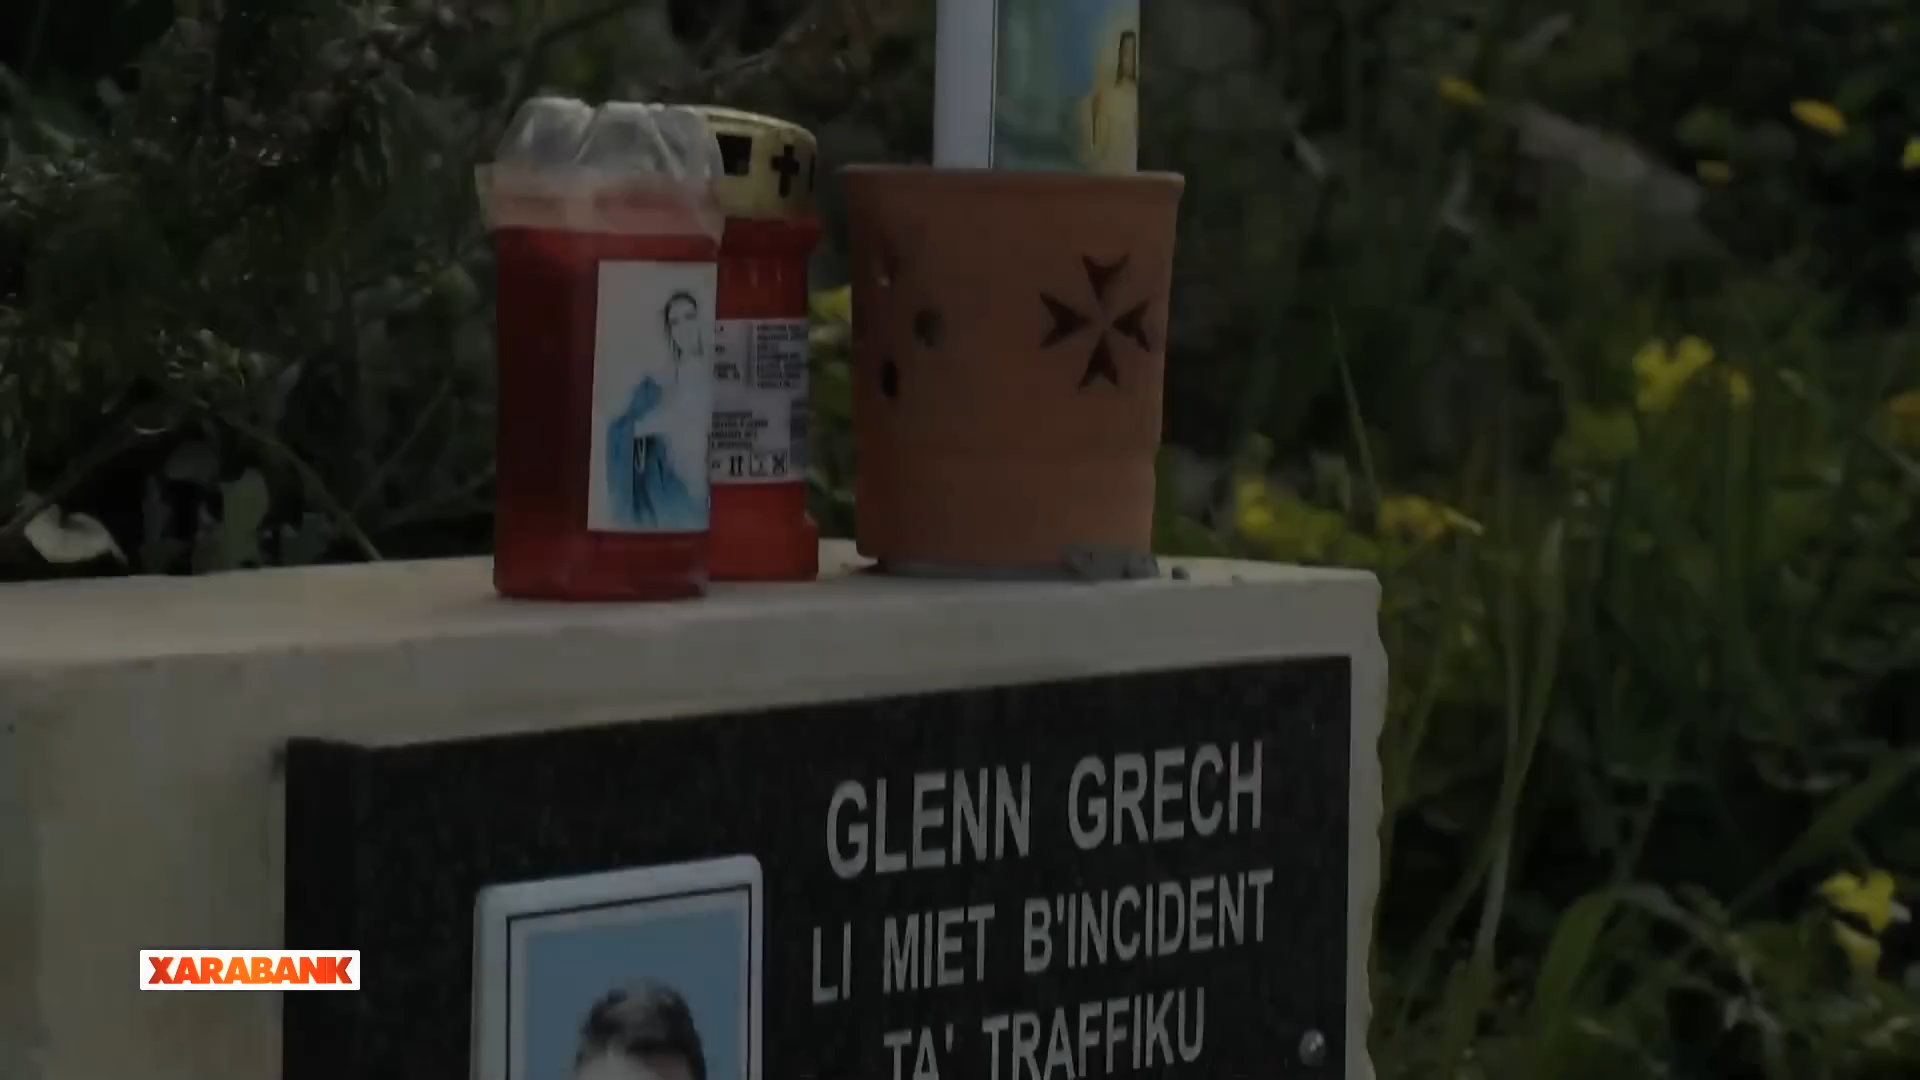 GLENN GRECH
LI MIET B'INCIDENT
TA' TRAFFIKU
XARABANK